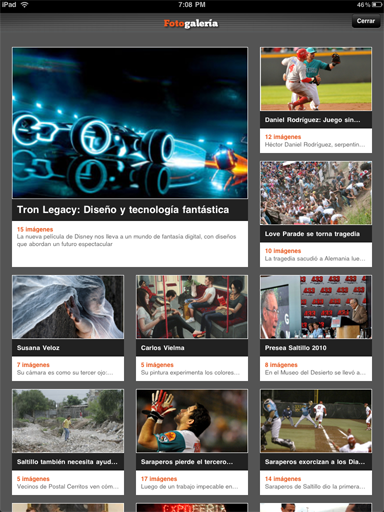 iPad
7:08 PM
46%
Fotogalería
Cerrar
Tron Legacy: Diseño y tecnología fantástica
15 imágenes
La nueva película de Disney nos lleva a un mundo de fantasía digital, con diseños
que abordan un futuro espectacular
Daniel Rodríguez: Juego sin...
12 imágenes
Héctor Daniel Rodríguez, serpentin...
Love Parade se torna tragedia
10 imágenes
La tragedia sacudió a Alemania lue...
Susana Veloz
7 imágenes
Su cámara es como su tercer ojo:...
Carlos Vielma
5 imágenes
Su pintura experimenta los colores...
Presea Saltillo 2010
8 imágenes
En el Museo del Desierto se llevó a...
Saltillo también necesita ayud...
5 imágenes
Vecinos de Postal Cerritos ven cóm...
Saraperos pierde el tercero...
17 imágenes
Luego de un trabajo impecable en...
Saraperos exorcizan a los Dia...
14 imágenes
Saraperos de Saltillo dio la primera...
EXPOFERIA